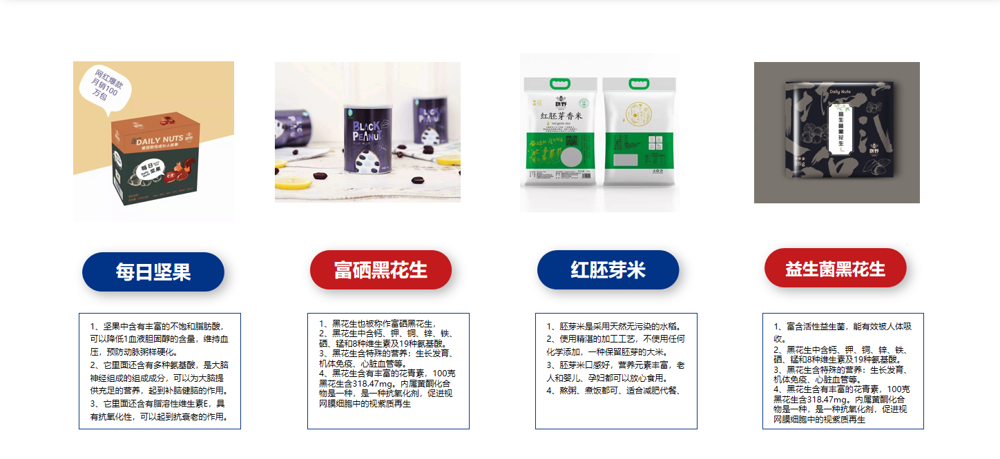 网红爆款
月销100
万包
DAILY NUTS
爱因斯坦成长小故事
每日
坚果
Daily
Nuts
BLACK
PEANUT
飓野
红胚芽香米
red germ rice
Daily Nuts
益生菌黑花生
飓野
净含量
25g
每日坚果
富硒黑花生
红胚芽米
益生菌黑花生
1、坚果中含有丰富的不饱和脂肪酸，
可以降低1血液胆固醇的含量，维持血
压，预防动脉粥样硬化。
2、它里面还含有多种氨基酸，是大脑
神经组成的组成成分，可以为大脑提
供充足的营养，起到补脑健脑的作用。
3、它里面还含有脂溶性维生素E，具
有抗氧化性，可以起到抗衰老的作用。
1、黑花生也被称作富硒黑花生，
2、黑花生中含钙、钾、铜、锌、铁、
硒、锰和8种维生素及19种氨基酸。
3、黑花生含特殊的营养：生长发育、
机体免疫、心脏血管等。
4、黑花生含有丰富的花青素，100克
黑花生含318.47mg。内属黄酮化合
物是一种，是一种抗氧化剂，促进视
网膜细胞中的视紫质再生
1、胚芽米是采用天然无污染的水稻。
2、使用精湛的加工工艺，不使用任何
化学添加，一种保留胚芽的大米。
3、胚芽米口感好，营养元素丰富，老
人和婴儿、孕妇都可以放心食用。
4、熬粥、煮饭都可、适合减肥代餐、
1、富含活性益生菌，能有效被人体吸
收。
2、黑花生中含钙、钾、铜、锌、铁、
硒、锰和8种维生素及19种氨基酸。
3、黑花生含特殊的营养：生长发育、
机体免疫、心脏血管等。
4、黑花生含有丰富的花青素，100克
黑花生含318.47mg。内属黄酮化合
物是一种，是一种抗氧化剂，促进视
网膜细胞中的视紫质再生